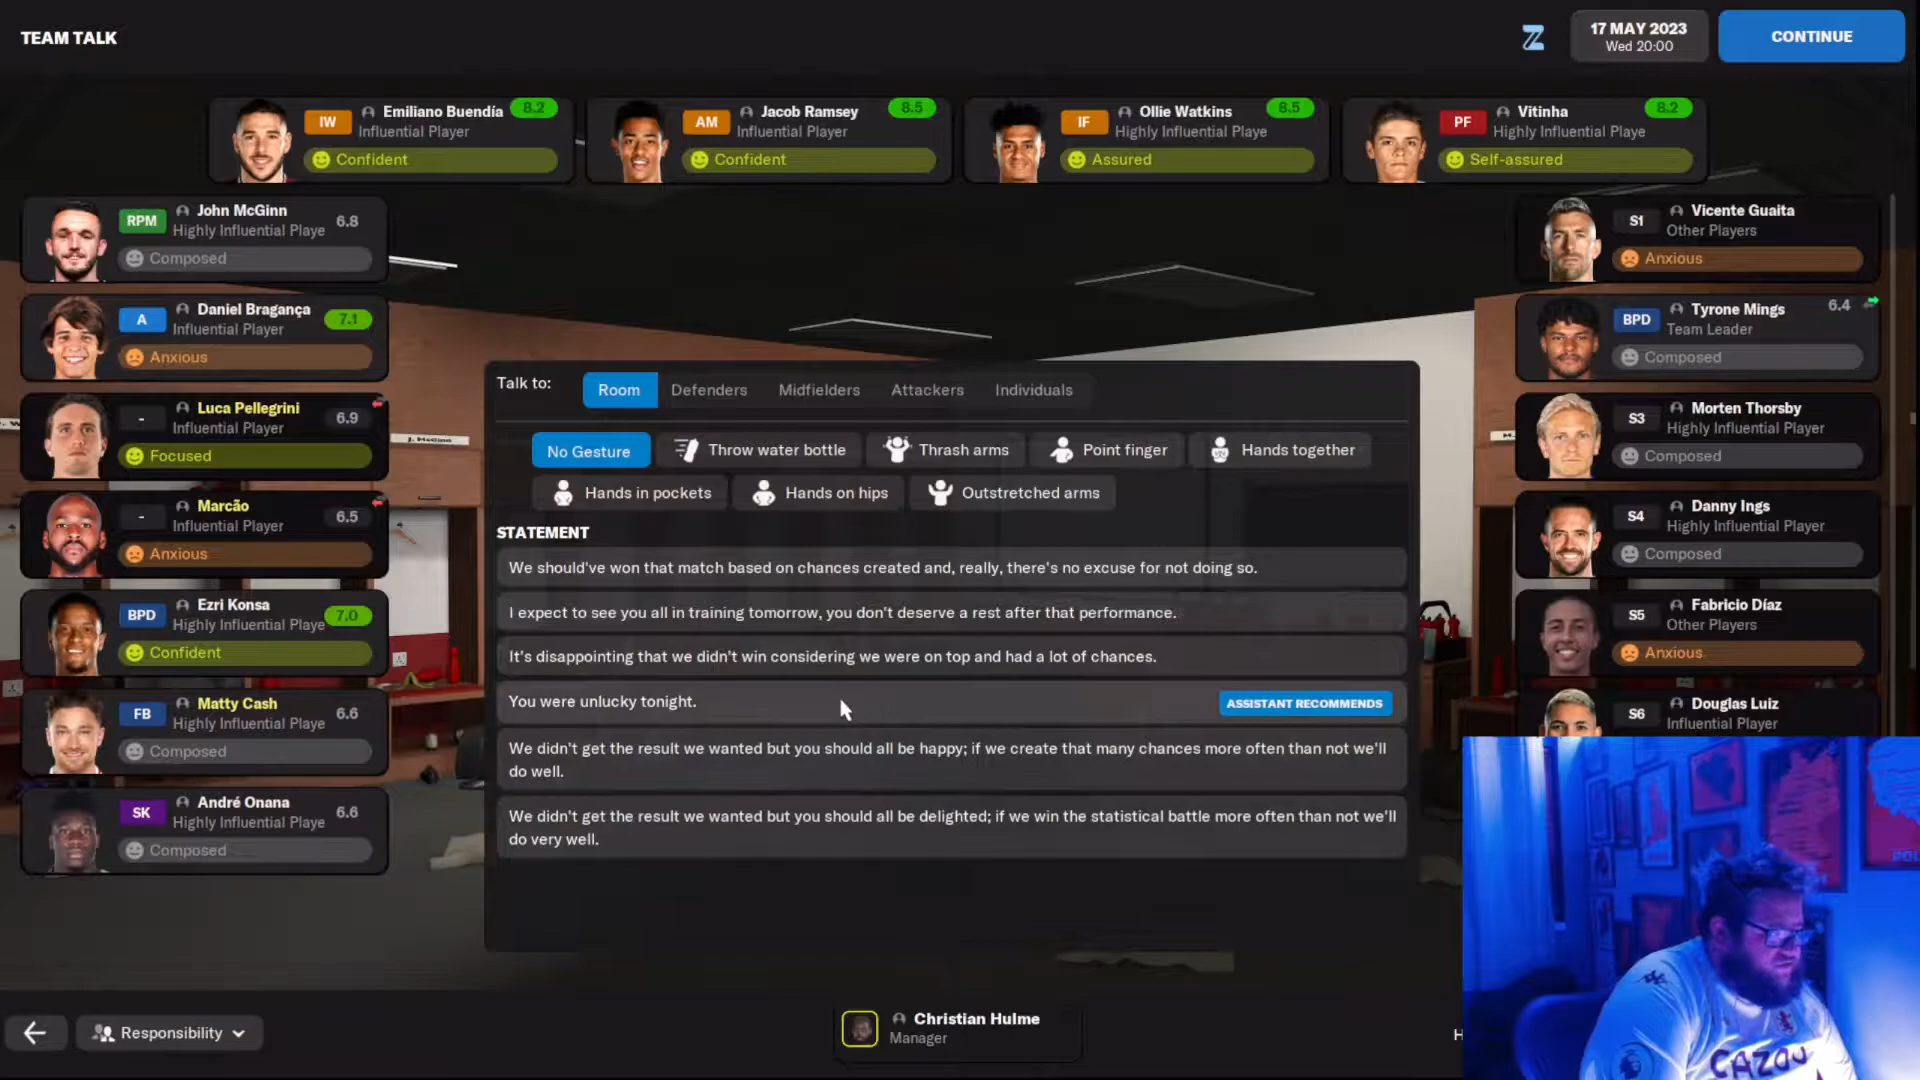 TEAM TALK
17 MAY 2023
Wed 20:00
CONTINUE
IW
Emiliano Buendía
8.2
Influential Player
Confident
AM
Jacob Ramsey
8.5
Influential Player
Confident
IF
Ollie Watkins
8.5
Highly Influential Playe
Assured
PF
Vitinha
8.2
Highly Influential Playe
Self-assured
RPM
John McGinn
Highly Influential Playe
6.8
Composed
A
Daniel Bragança
Influential Player
7.1
Anxious
-
Luca Pellegrini
Influential Player
6.9
Focused
-
Marcão
Influential Player
6.5
Anxious
BPD
Ezri Konsa
Highly Influential Playe
7.0
Confident
FB
Matty Cash
Highly Influential Playe
6.6
Composed
SK
André Onana
Highly Influential Playe
6.6
Composed
Talk to:
Room
Defenders
Midfielders
Attackers
Individuals
No Gesture
Throw water bottle
Thrash arms
Point finger
Hands together
Hands in pockets
Hands on hips
Outstretched arms
STATEMENT
We should've won that match based on chances created and, really, there's no excuse for not doing so.
I expect to see you all in training tomorrow, you don't deserve a rest after that performance.
It's disappointing that we didn't win considering we were on top and had a lot of chances.
You were unlucky tonight.
ASSISTANT RECOMMENDS
We didn't get the result we wanted but you should all be happy; if we create that many chances more often than not we'll
do well.
We didn't get the result we wanted but you should all be delighted; if we win the statistical battle more often than not we'll
do very well.
S1
Vicente Guaita
Other Players
Anxious
BPD
Tyrone Mings
Team Leader
6.4
Composed
S3
Morten Thorsby
Highly Influential Player
Composed
S4
Danny Ings
Highly Influential Player
Composed
S5
Fabricio Díaz
Other Players
Anxious
S6
Douglas Luiz
Influential Player
Responsibility
Christian Hulme
Manager
H
CAZOO